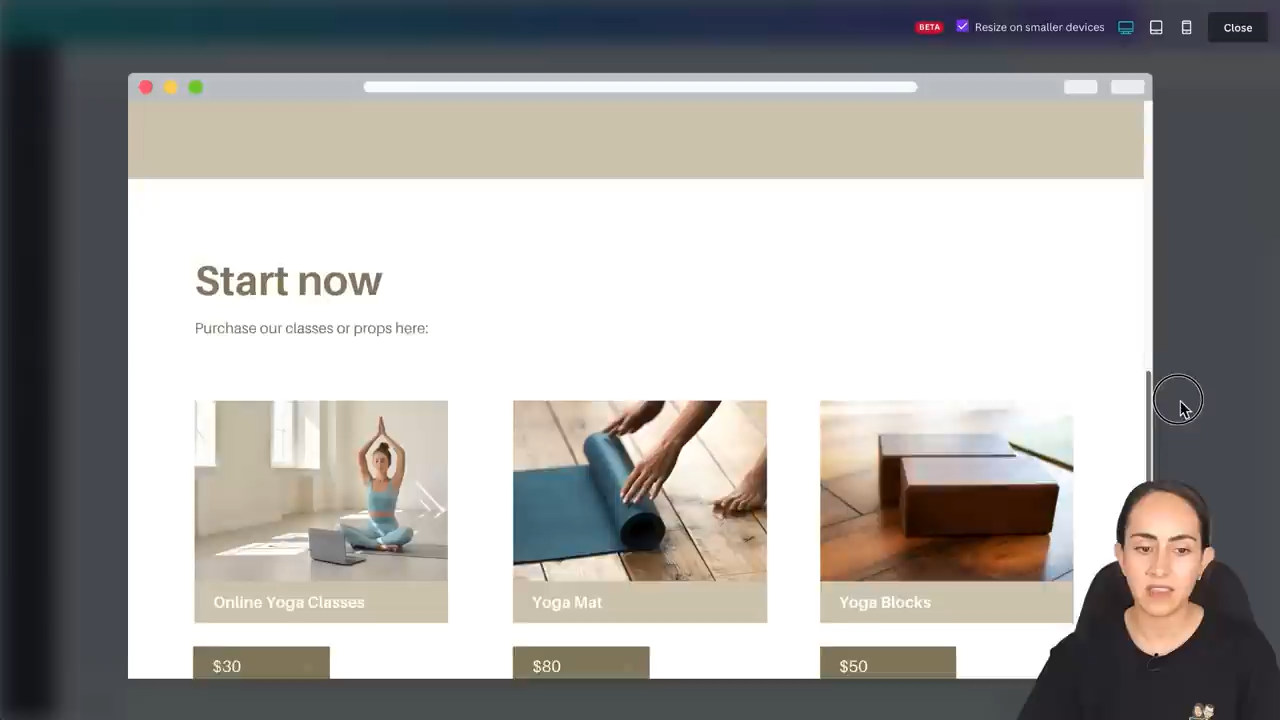 BETA
Resize on smaller devices
Close
Start now
Purchase our classes or props here:
Online Yoga Classes
Yoga Mat
Yoga Blocks
$30
$80
$50